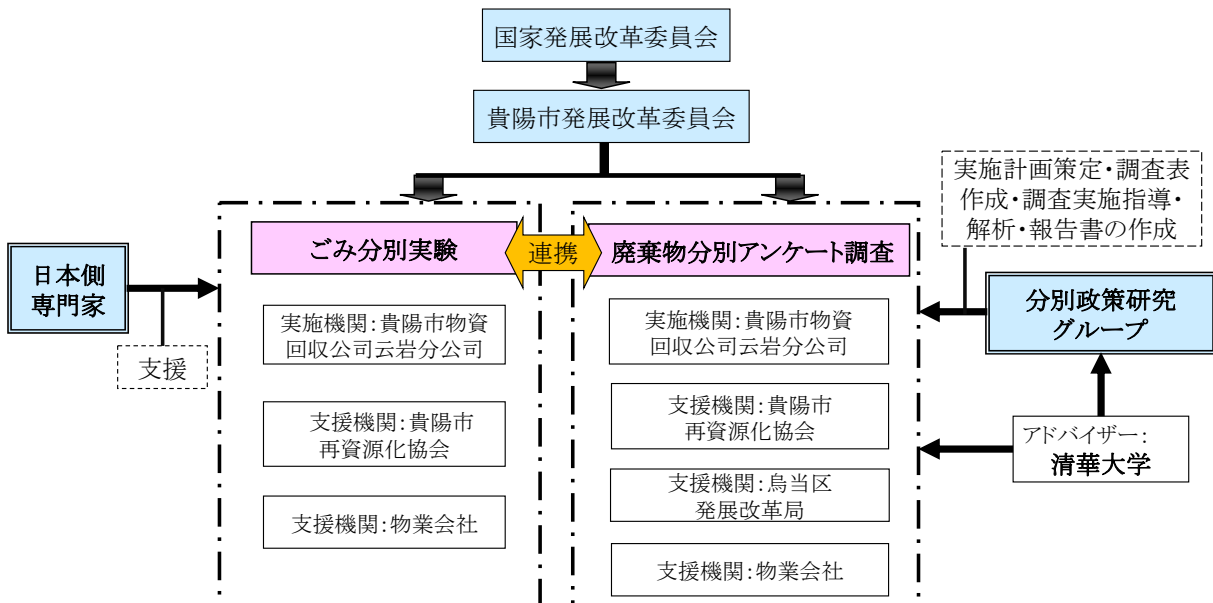 国家発展改革委員会
貴陽市発展改革委員会
実施計画策定・調査表
作成・調査実施指導・
解析・報告書の作成
ごみ分別実験
連携
廃棄物分別アンケート調査
日本側
専門家
支援
分別政策研究
グループ
実施機関：貴陽市物資
回収公司云岩分公司
支援機関：貴陽市
再資源化協会
支援機関：物業会社
実施機関：貴陽市物資
回収公司云岩分公司
支援機関：貴陽市
再資源化協会
支援機関：烏当区
発展改革局
支援機関：物業会社
アドバイザー：
清華大学